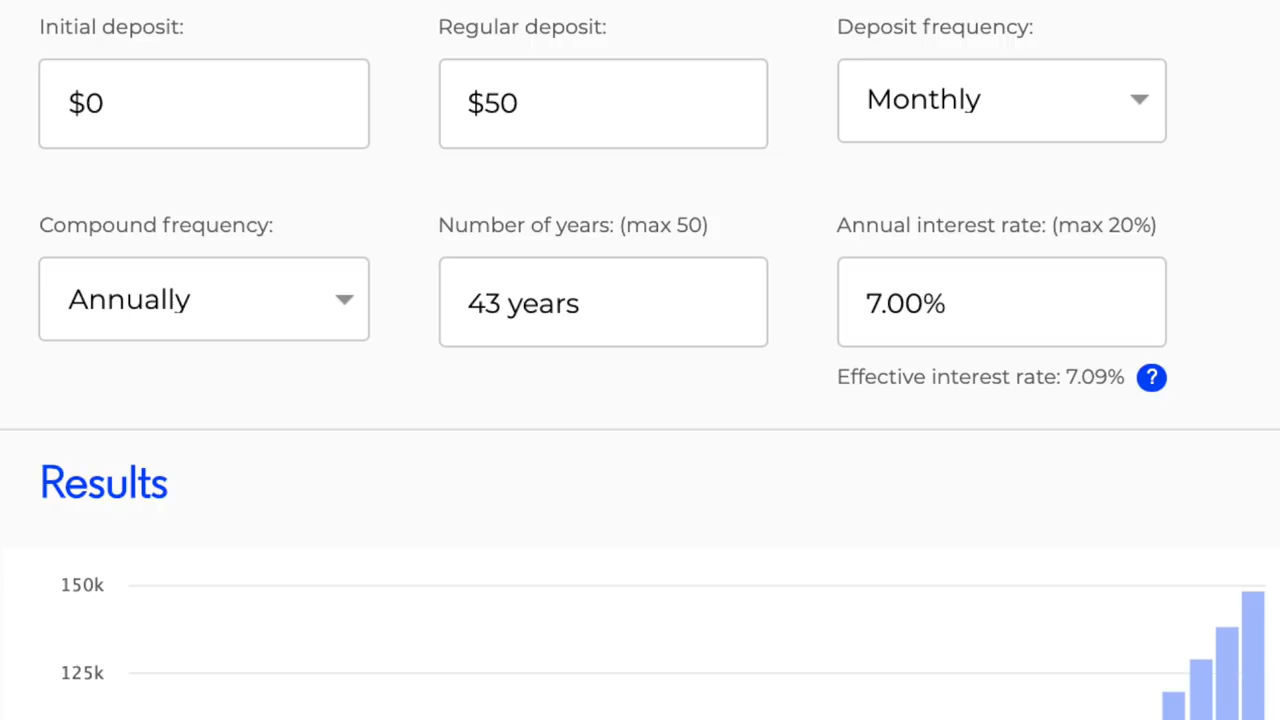 Initial deposit:
Regular deposit:
Deposit frequency:
$0
$50
Monthly
Compound frequency:
Number of years: (max 50)
Annual interest rate: (max 20%)
Annually
43 years
7.00%
Effective interest rate: 7.09% ?
Results
150k
125k